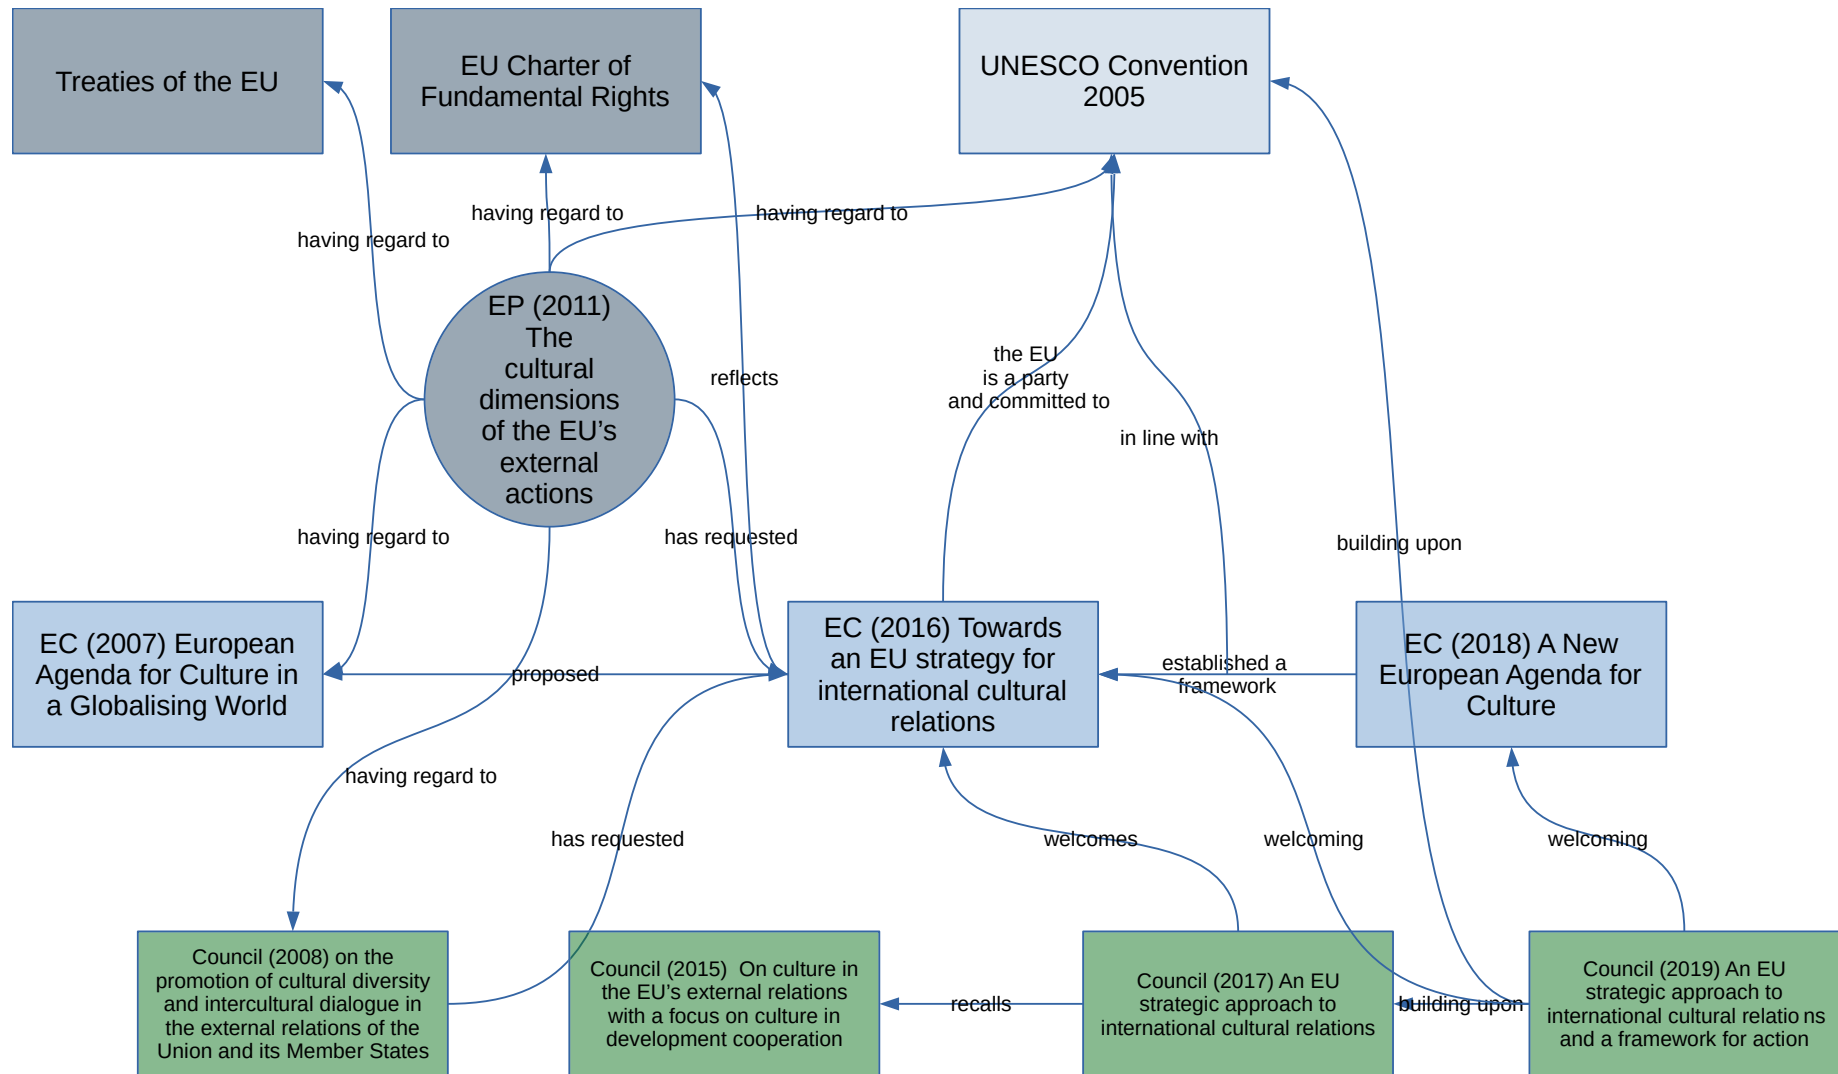 Treaties of the EU
EU Charter of
Fundamental Rights
UNESCO Convention
2005
having regard to
having regard to
having regard to
EP (2011)
The
cultural
dimensions
of the EU’s
external
actions
reflects
the EU
is a party
and committed to
in line with
having regard to
has requested
building upon
EC (2007) European
Agenda for Culture in
a Globalising World
proposed
EC (2016) Towards
an EU strategy for
international cultural
relations
established a
framework
EC (2018) A New
European Agenda for
Culture
having regard to
has requested
welcomes
welcoming
welcoming
Council (2008) on the
promotion of cultural diversity
and intercultural dialogue in
the external relations of the
Union and its Member States
Council (2015)  On culture in
the EU’s external relations
with a focus on culture in
development cooperation
recalls
Council (2017) An EU
strategic approach to
international cultural relations
building upon
Council (2019) An EU
strategic approach to
international cultural relatio ns
and a framework for action